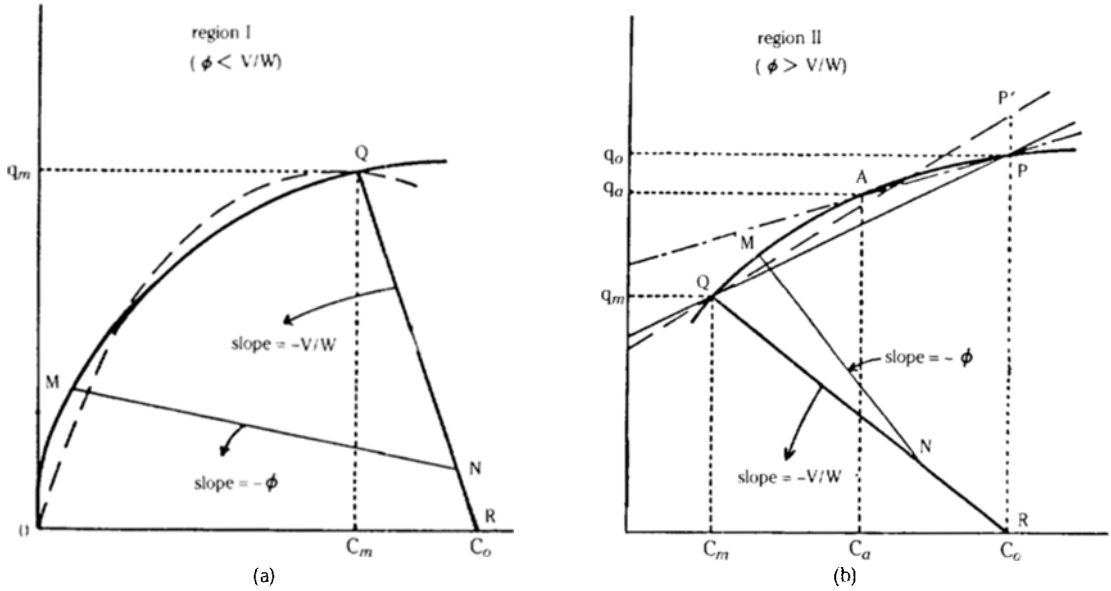 region I
( ϕ < V/W)
Q
q_m
slope = -V/W
M
N
slope = - ϕ
R
0
C_m
C_o
(a)
region II
( ϕ > V/W)
P′
q_o
P
A
q_a
M
Q
q_m
slope = - ϕ
N
slope = -V/W
R
C_m
C_a
C_o
(b)